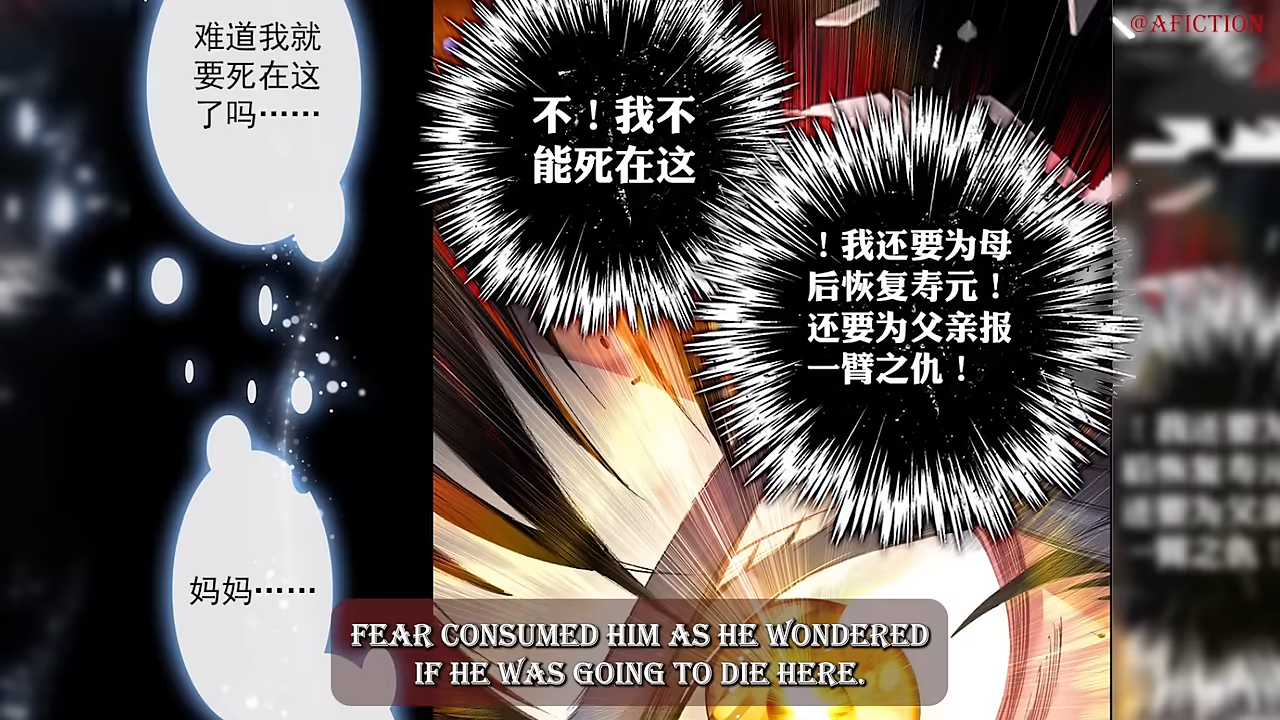 难道我就
要死在这
了吗……
妈妈……
不！我不
能死在这
！我还要为母
后恢复寿元！
还要为父亲报
一臂之仇！
@AFICTION
FEAR CONSUMED HIM AS HE WONDERED
IF HE WAS GOING TO DIE HERE.